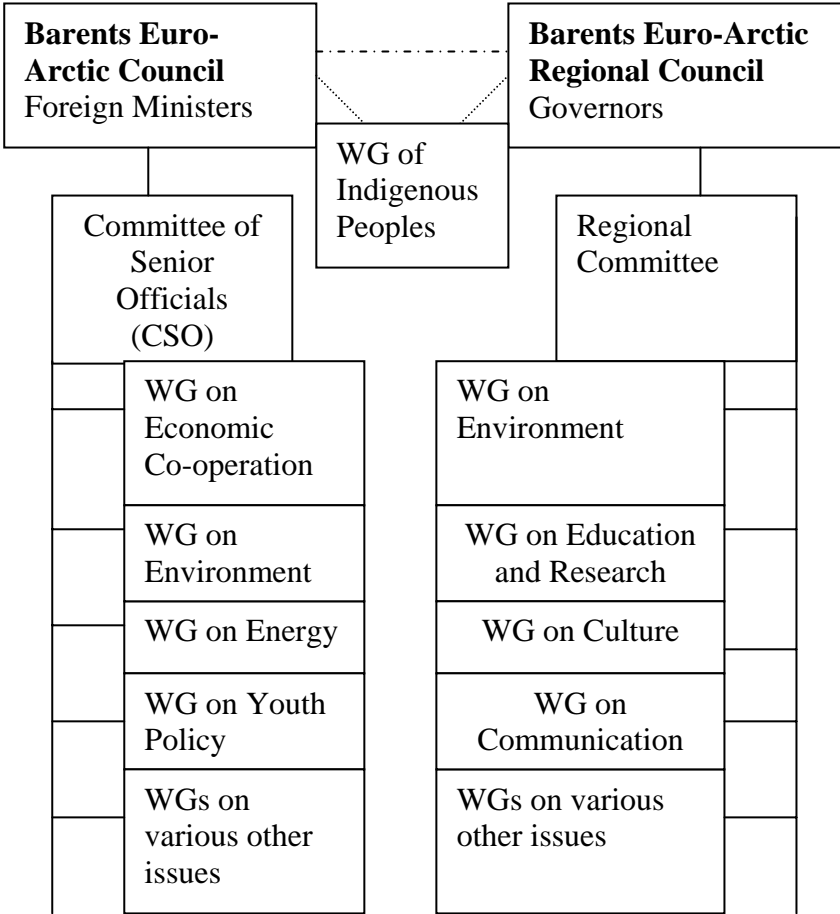 Barents Euro-
Arctic Council
Foreign Ministers
Barents Euro-Arctic
Regional Council
Governors
WG of
Indigenous
Peoples
Committee of
Senior
Officials
(CSO)
Regional
Committee
WG on
Economic
Co-operation
WG on
Environment
WG on Energy
WG on Youth
Policy
WGs on
various other
issues
WG on
Environment
WG on Education
and Research
WG on Culture
WG on
Communication
WGs on various
other issues